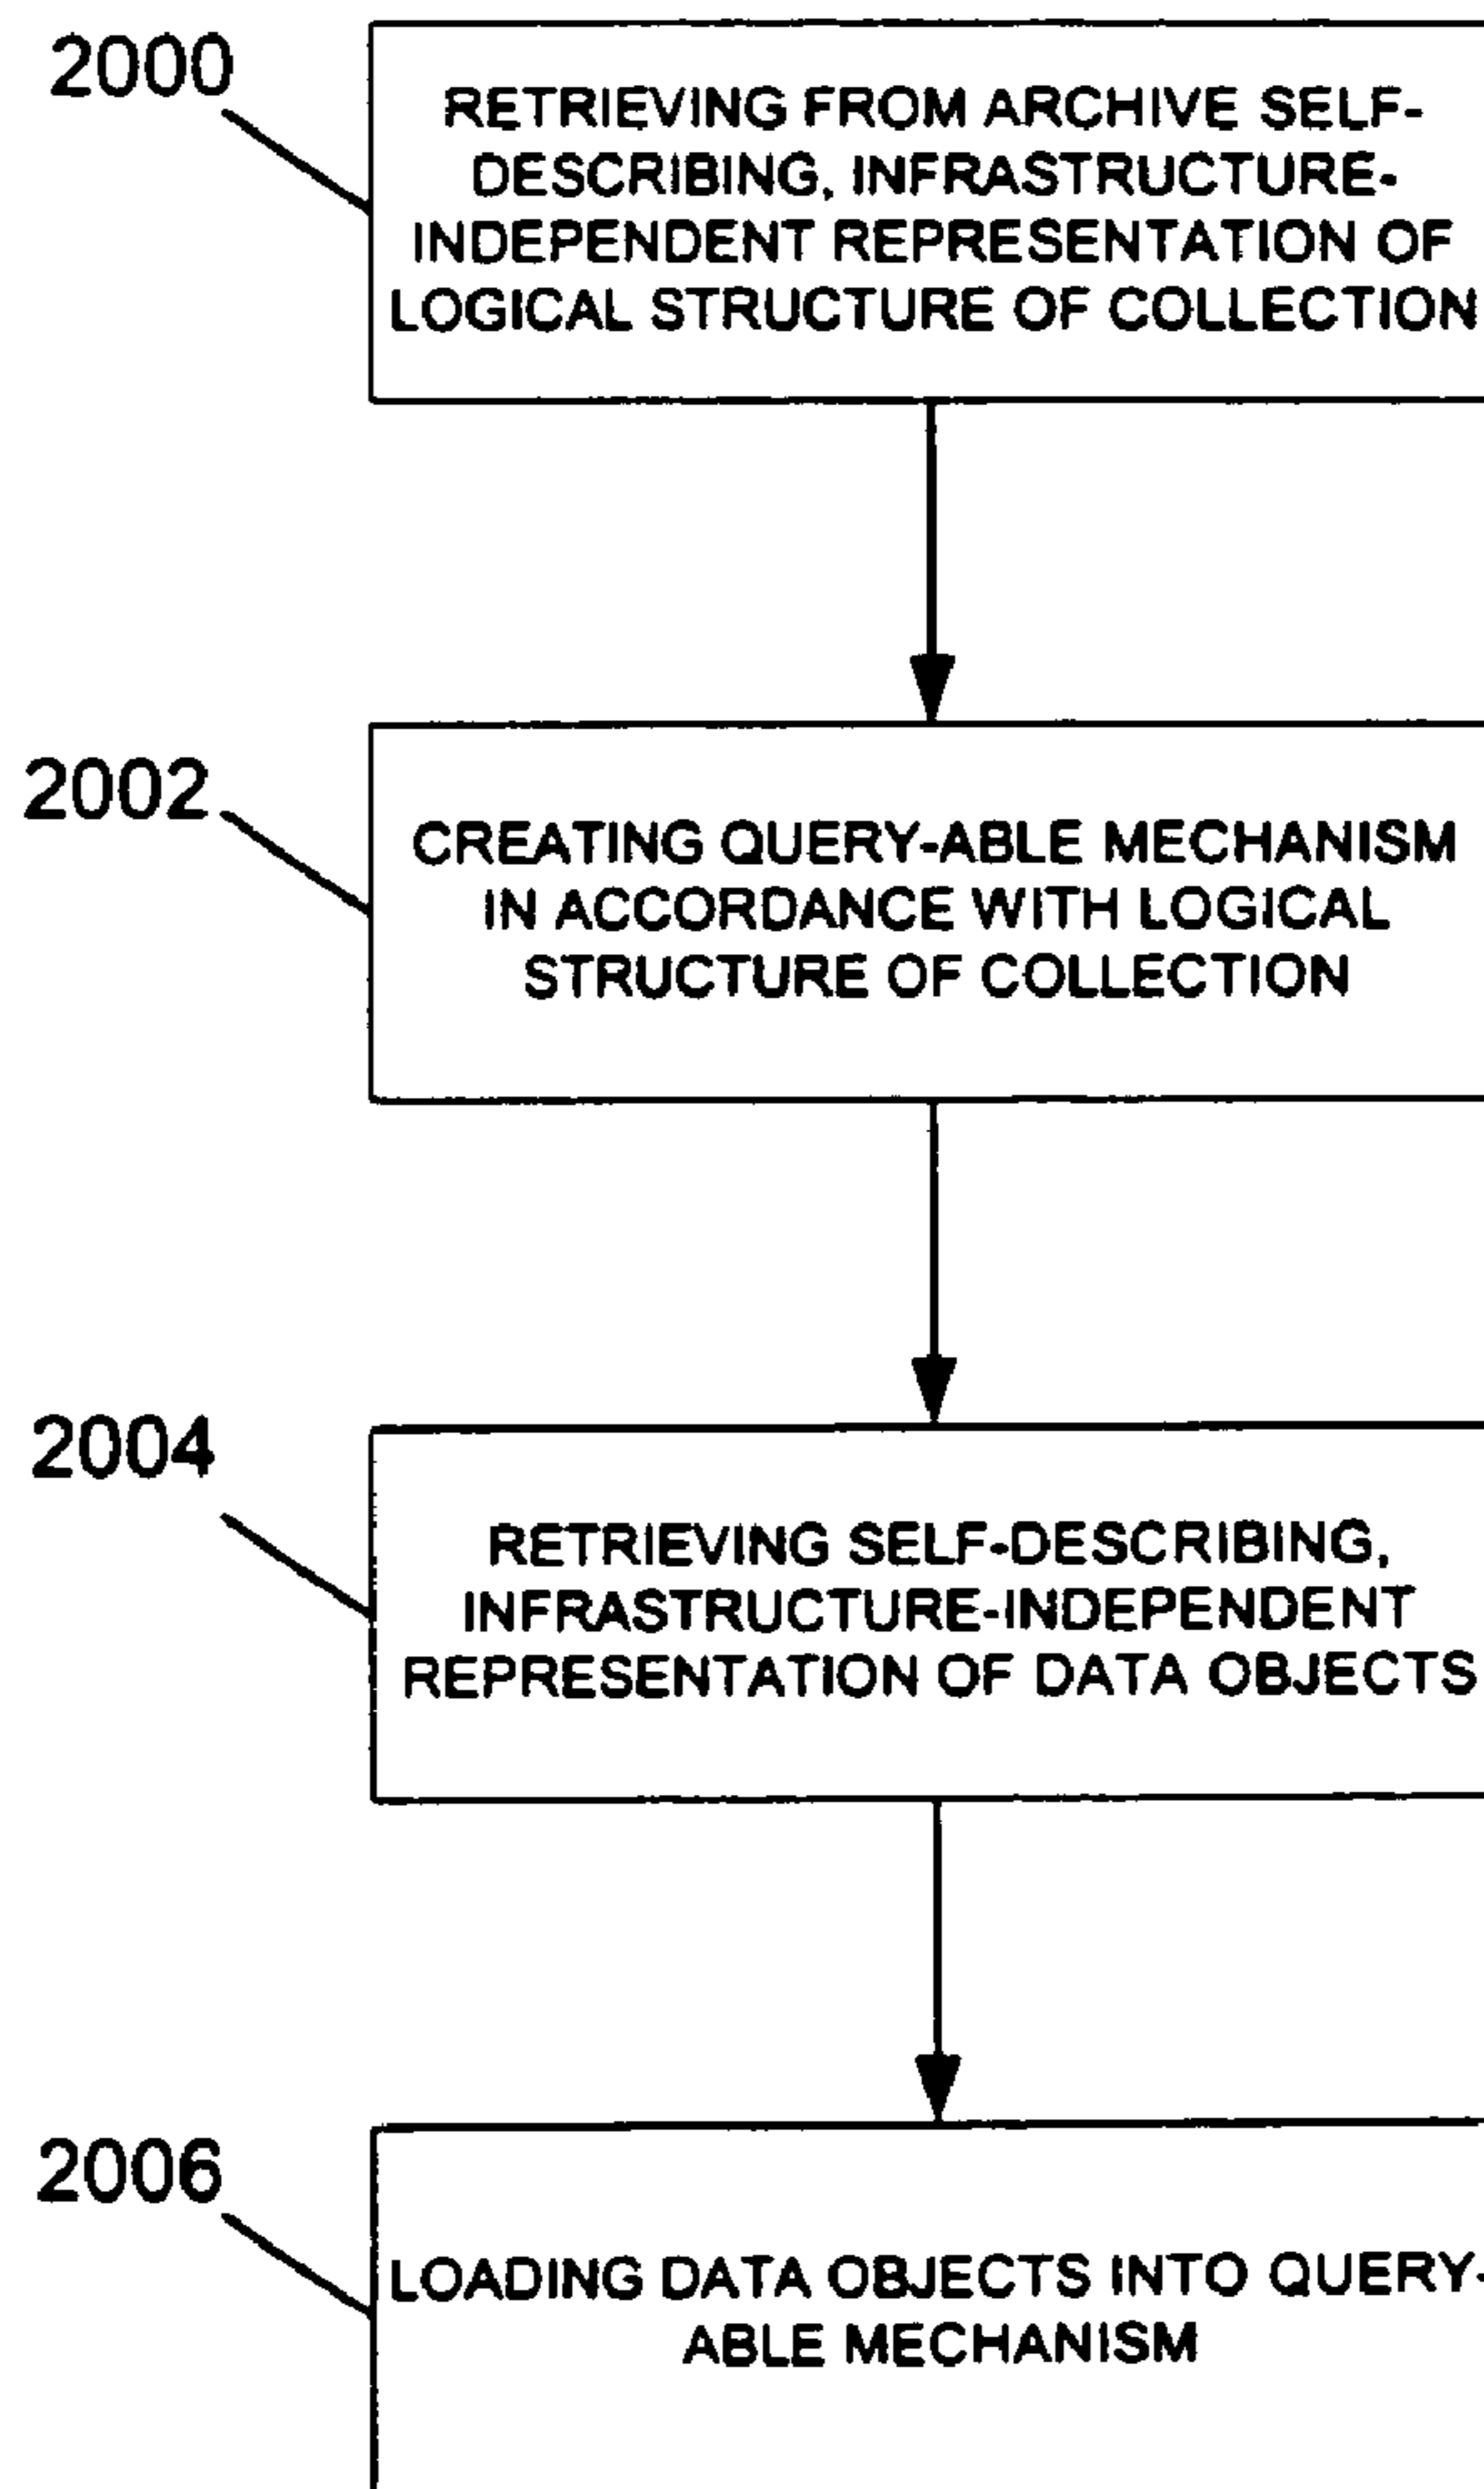 2000
RETRIEVING FROM ARCHIVE SELF-
DESCRIBING, INFRASTRUCTURE-
INDEPENDENT REPRESENTATION OF
LOGICAL STRUCTURE OF COLLECTION
2002
CREATING QUERY-ABLE MECHANISM
IN ACCORDANCE WITH LOGICAL
STRUCTURE OF COLLECTION
2004
RETRIEVING SELF-DESCRIBING,
INFRASTRUCTURE-INDEPENDENT
REPRESENTATION OF DATA OBJECTS
2006
LOADING DATA OBJECTS INTO QUERY-
ABLE MECHANISM